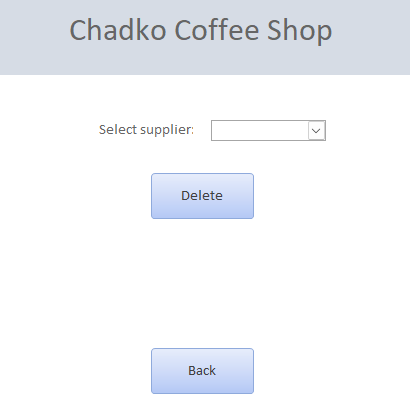 Chadko Coffee Shop
Select supplier:
Delete
Back